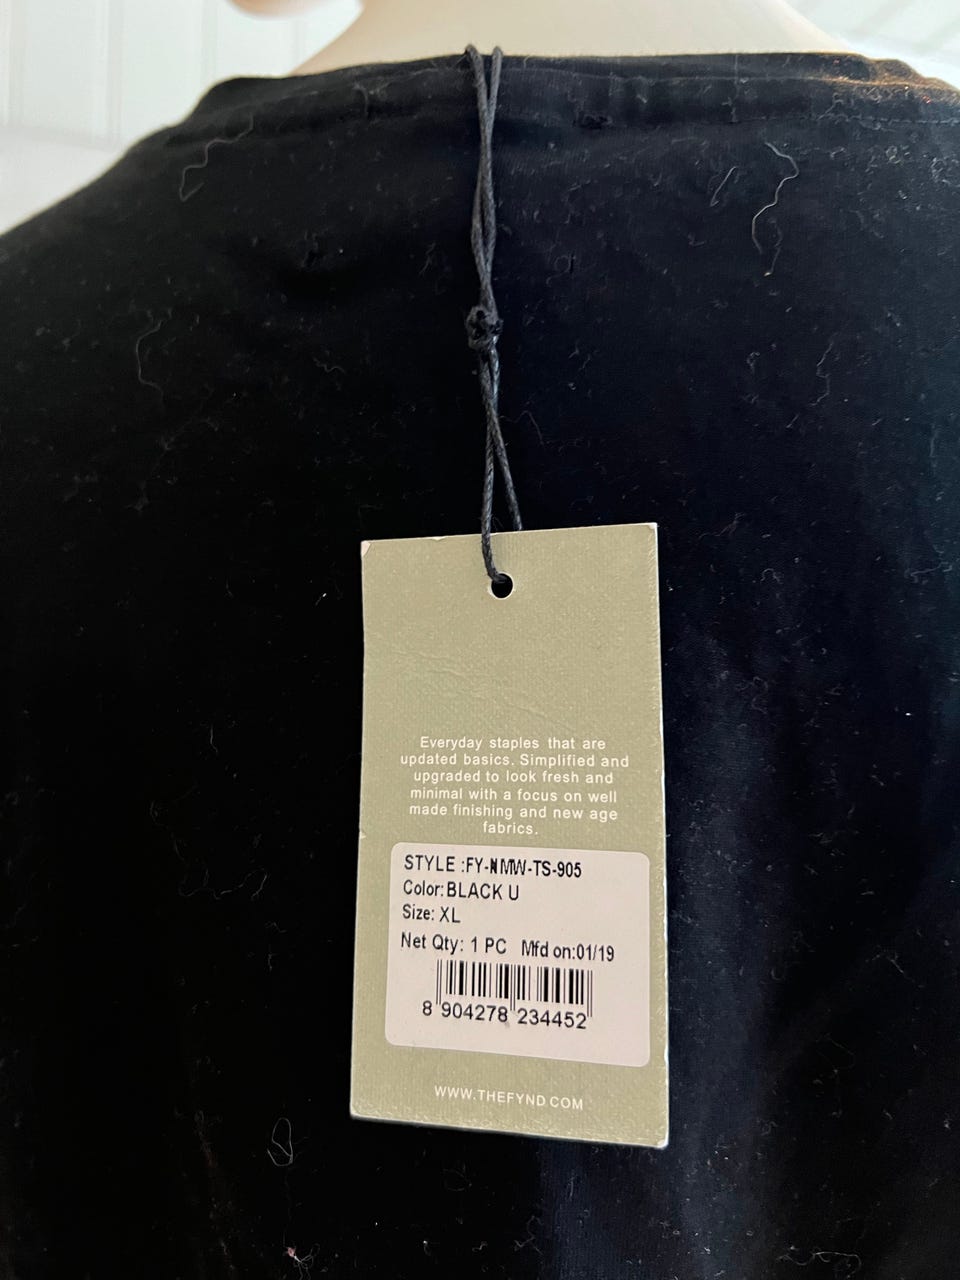 Everyday staples that are
updated basics. Simplified and
upgraded to look fresh and
minimal with a focus on well
made finishing and new age
fabrics.
STYLE :FY-NMW-TS-905
Color:BLACK U
Size: XL
Net Qty: 1 PC Mfd on:01/19
8 904278 234452
WWW.THEFYND.COM